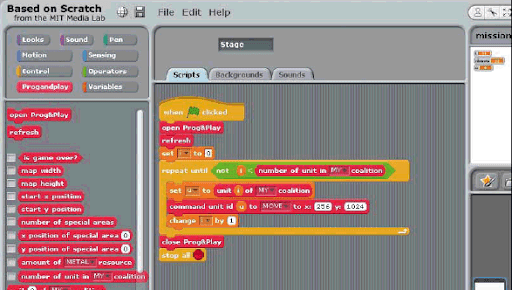 Based on Scratch
from the MIT Media Lab
File Edit Help
Looks Sound Pen
Motion Sensing
Control Operators
Prog&Play Variables
open Prog&Play
refresh
is game over?
map width
map height
start x position
start y position
number of special areas
x position of special area 0
y position of special area 0
amount of METAL resource
number of unit in MY coalition
Stage
Scripts Backgrounds Sounds
when clicked
open Prog&Play
refresh
set to 0
repeat until not i < number of unit in MY coalition
set u to unit i of MY coalition
command unit id u to MOVE to x: 256 y: 1024
change by 1
close Prog&Play
stop all